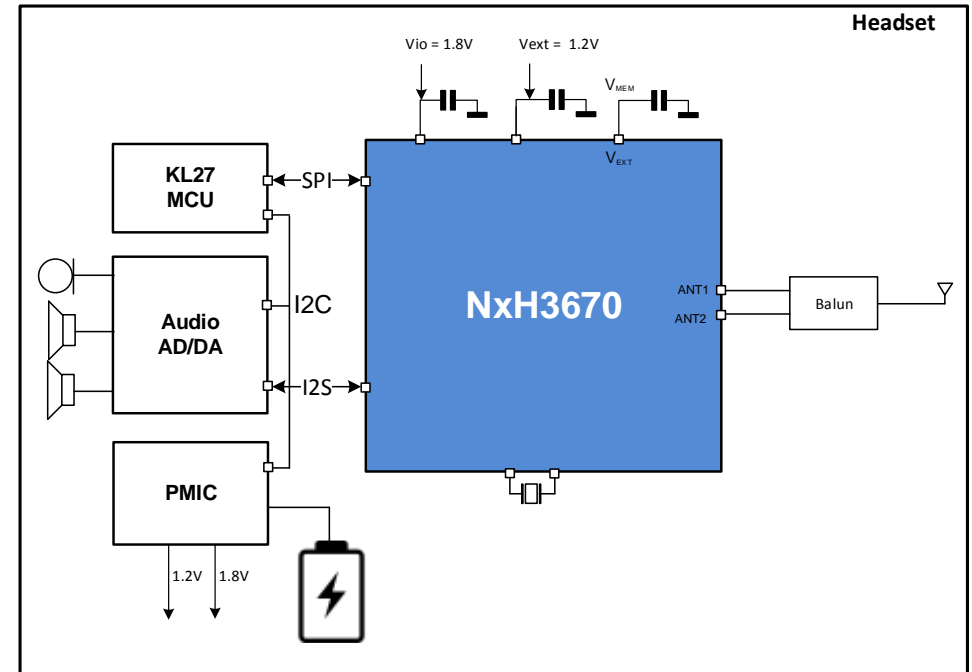 Headset
Vio = 1.8V
Vext = 1.2V
VMEM
VEXT
KL27
MCU
SPI
I2C
Audio
AD/DA
I2S
NxH3670
ANT1
ANT2
Balun
PMIC
1.2V
1.8V